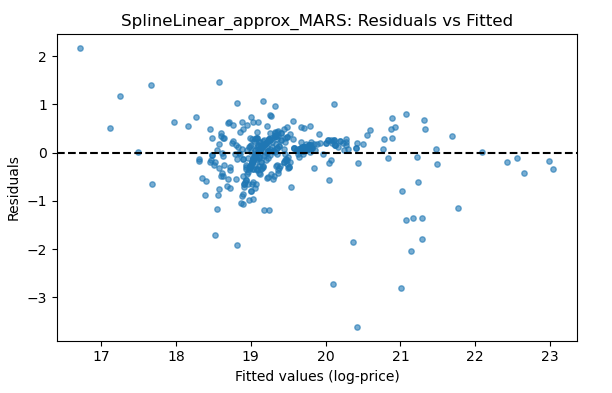 SplineLinear_approx_MARS: Residuals vs Fitted
2
1
0
−1
−2
−3
Residuals
17 18 19 20 21 22 23
Fitted values (log-price)